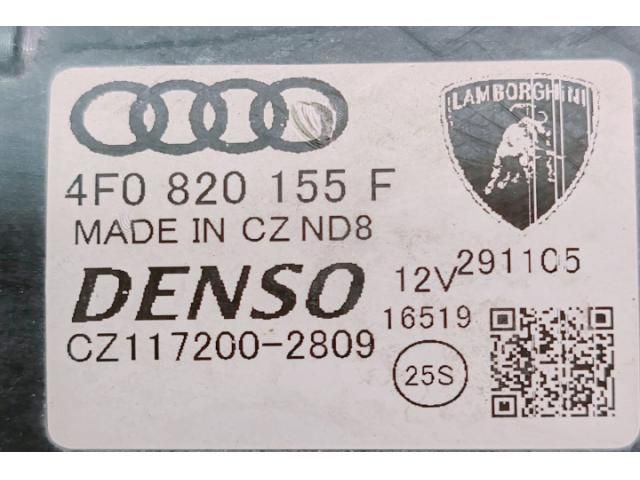 LAMBORGHINI
4F0 820 155 F
MADE IN CZ ND8
DENSO 12V 291105
16519
CZ117200-2809
25S